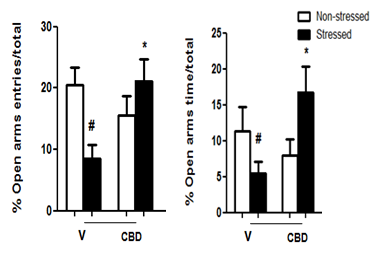 Non-stressed
Stressed
% Open arms entries/total
30
20
10
0
*
#
V
CBD
% Open arms time/total
25
20
15
10
5
0
*
#
V
CBD